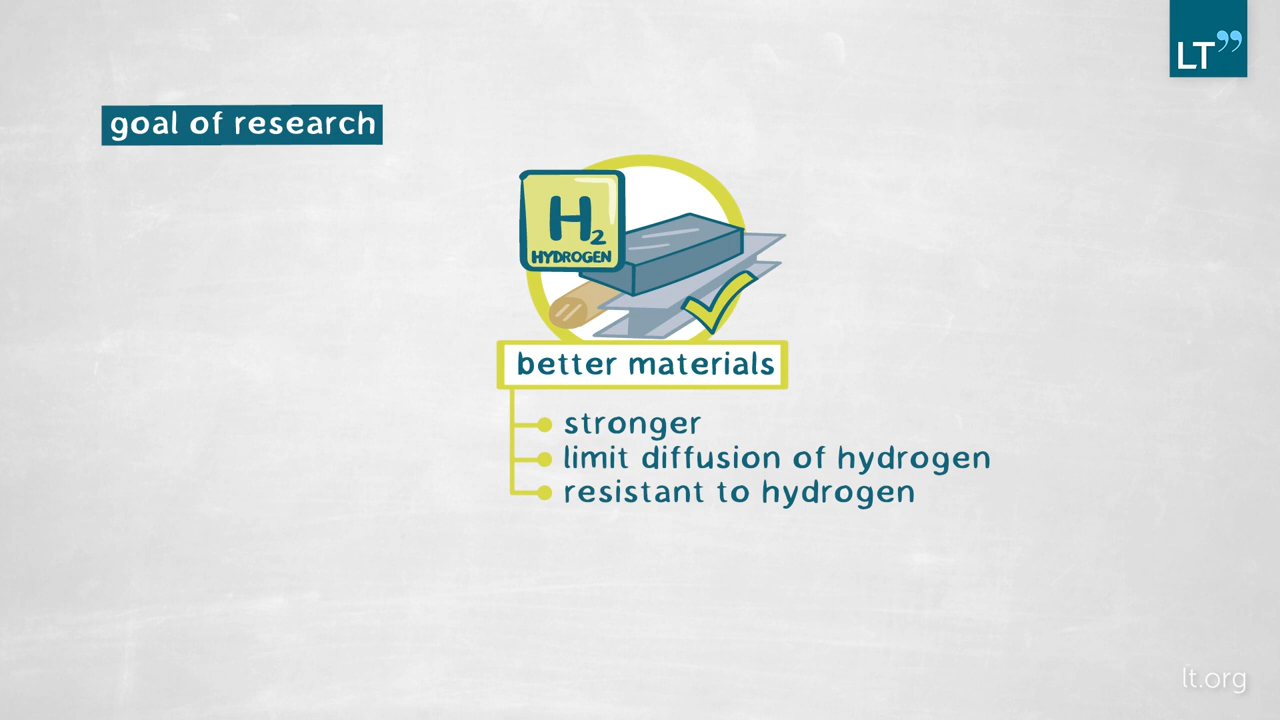 LT”
goal of research
H2
HYDROGEN
better materials
stronger
limit diffusion of hydrogen
resistant to hydrogen
lt.org